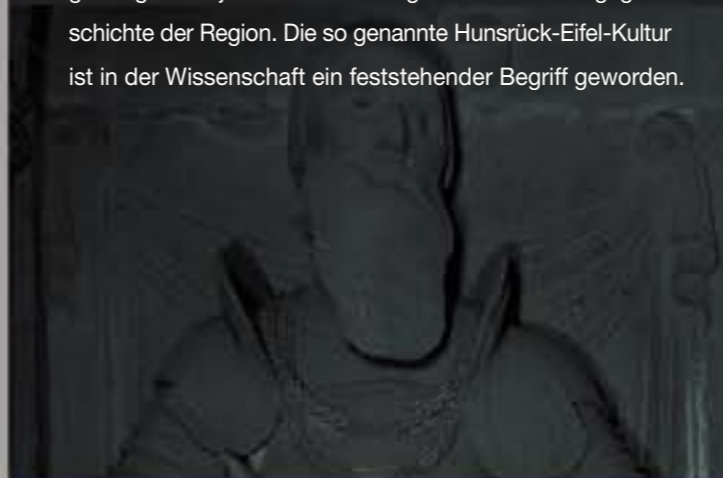 schichte der Region. Die so genannte Hunsrück-Eifel-Kultur
ist in der Wissenschaft ein feststehender Begriff geworden.